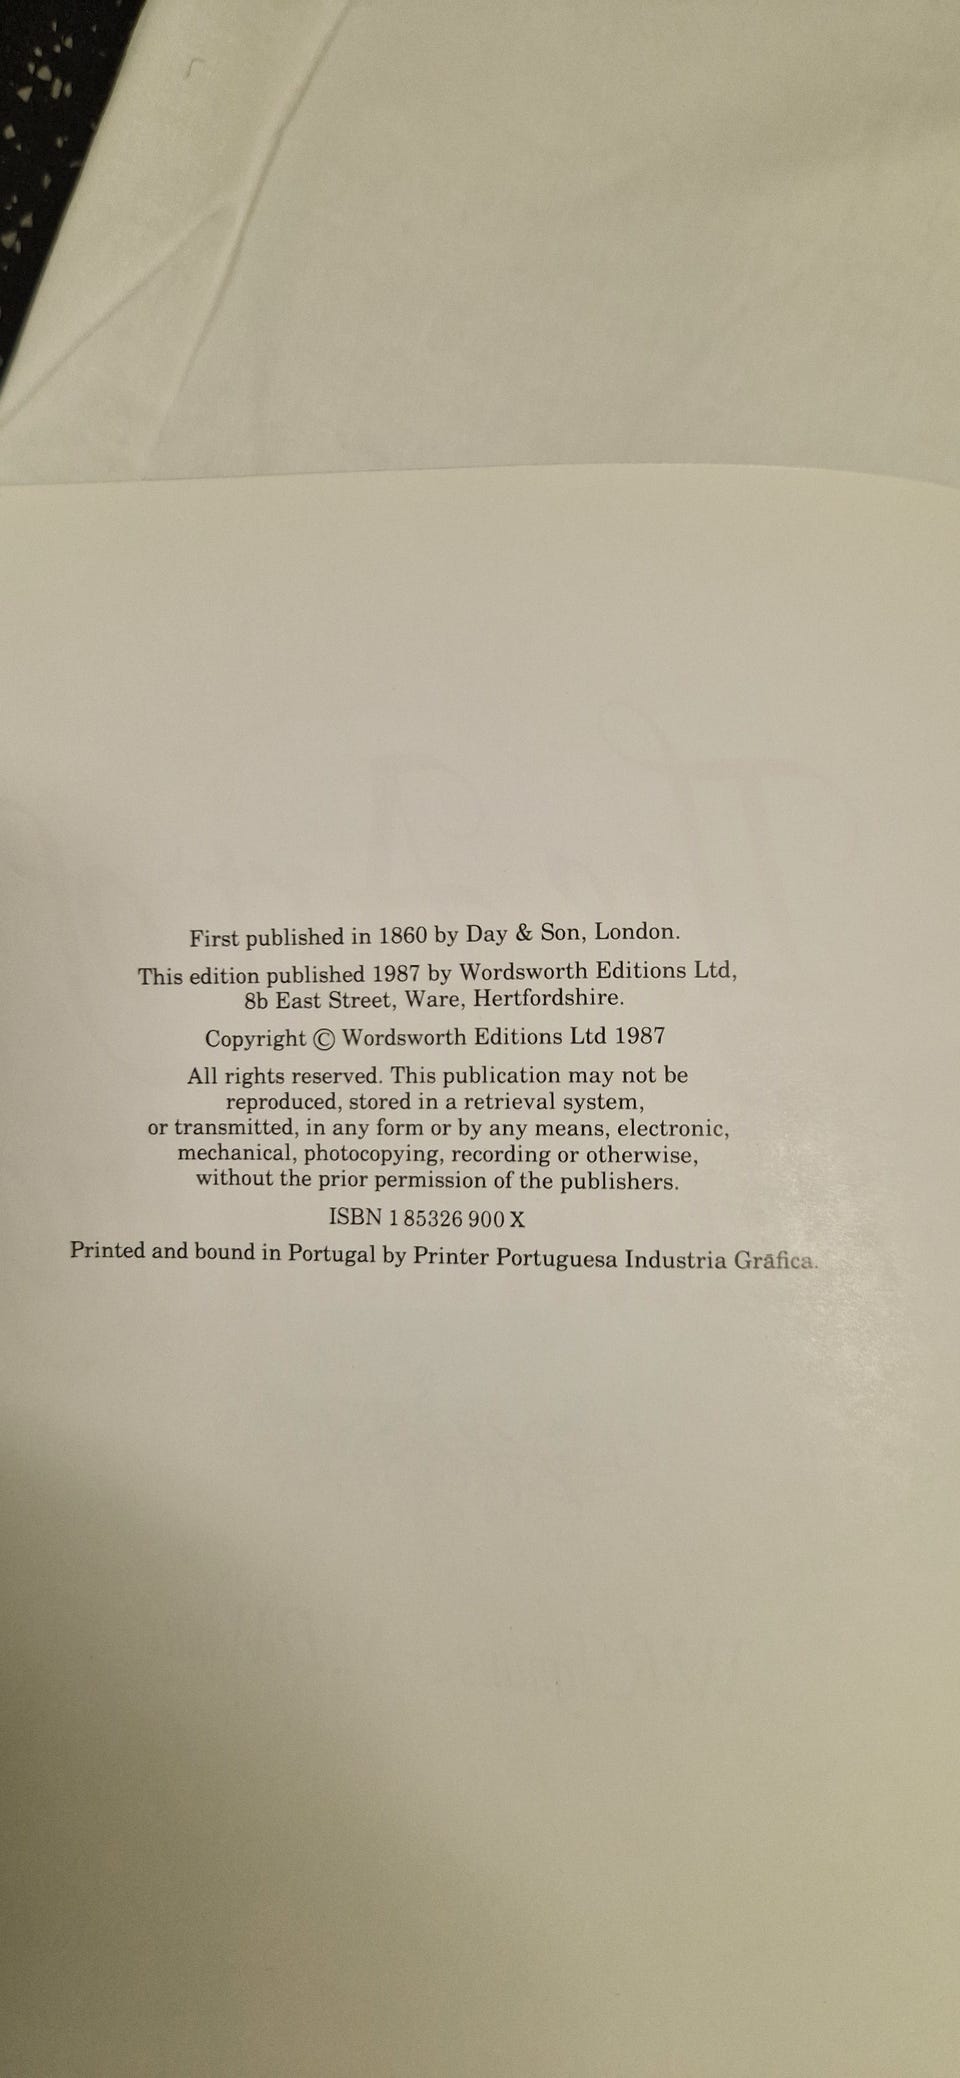 First published in 1860 by Day & Son, London.
This edition published 1987 by Wordsworth Editions Ltd,
8b East Street, Ware, Hertfordshire.
Copyright © Wordsworth Editions Ltd 1987
All rights reserved. This publication may not be
reproduced, stored in a retrieval system,
or transmitted, in any form or by any means, electronic,
mechanical, photocopying, recording or otherwise,
without the prior permission of the publishers.
ISBN 1 85326 900 X
Printed and bound in Portugal by Printer Portuguesa Industria Grāfica.